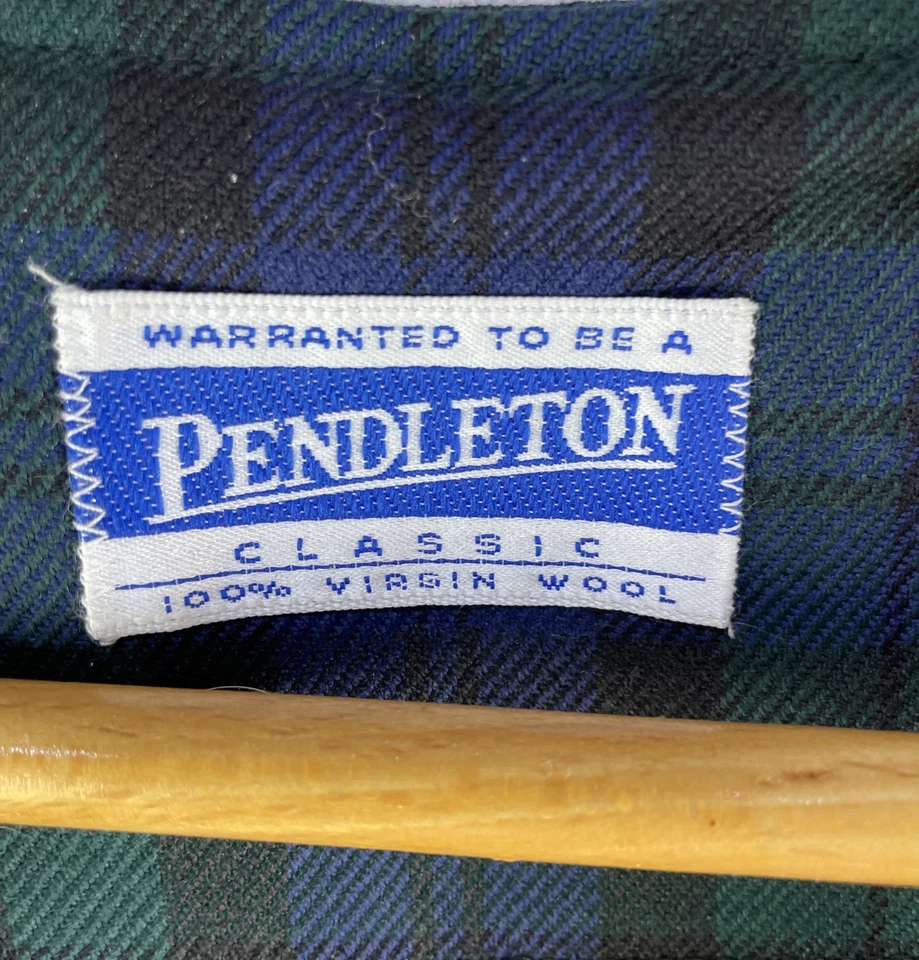 WARRANTED TO BE A
PENDLETON
CLASSIC
100% VIRGIN WOOL